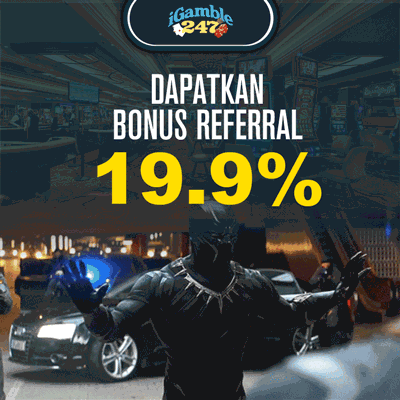 iGamble
247
DAPATKAN
BONUS REFERRAL
19.9%